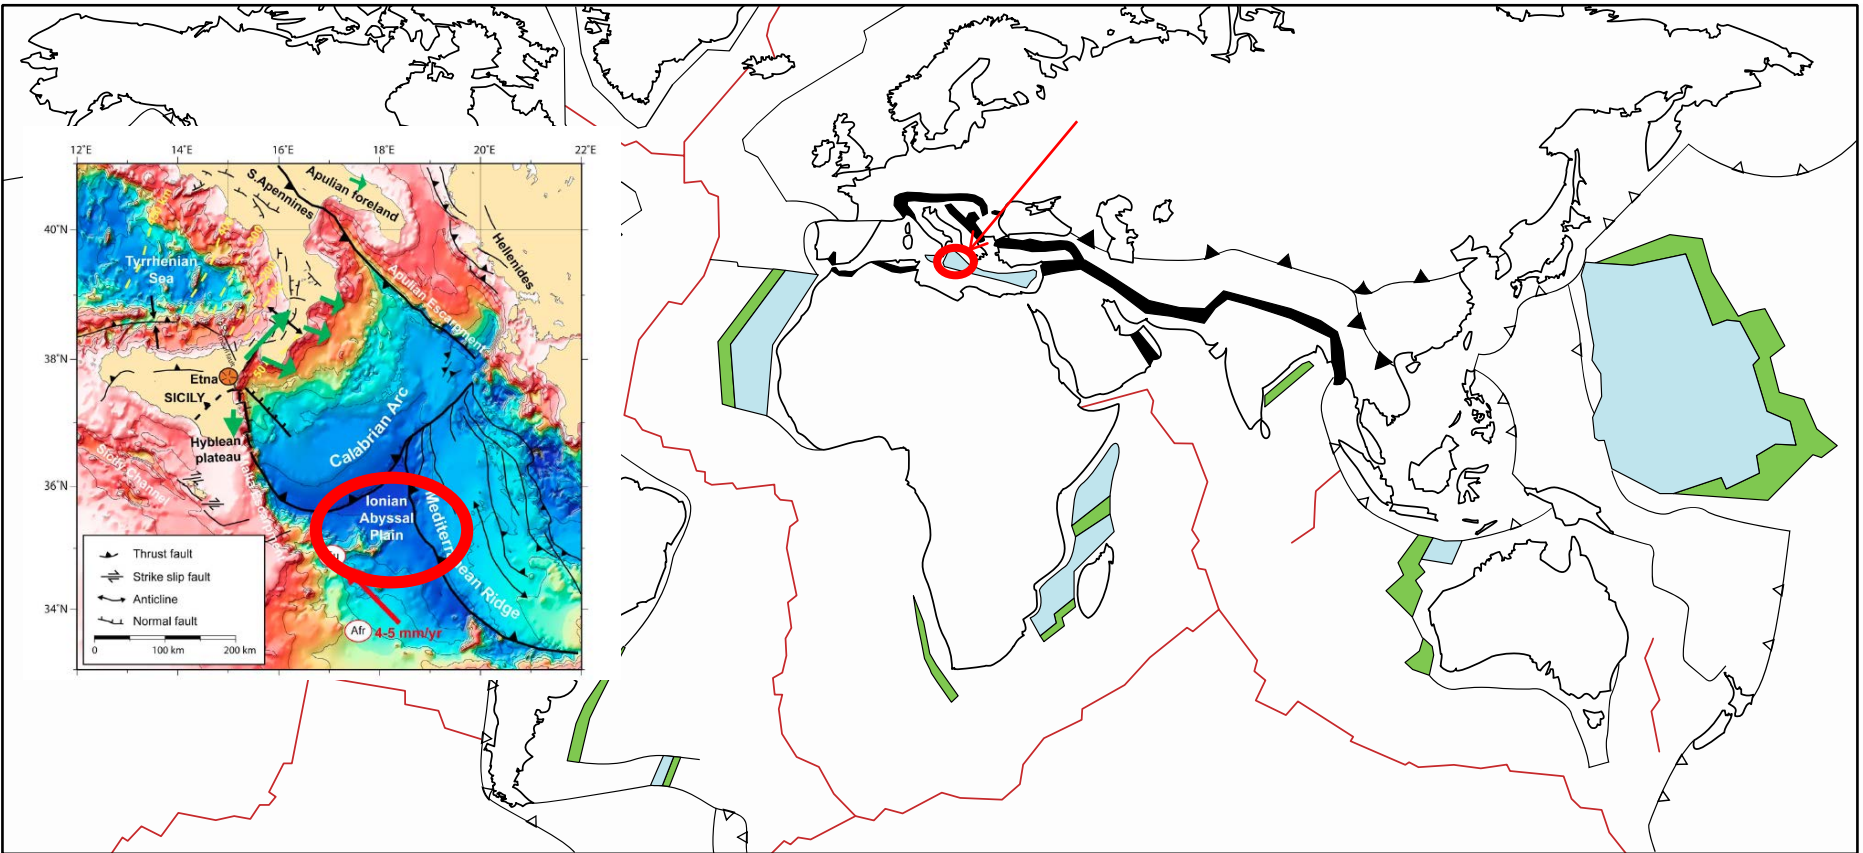 12°E 14°E 16°E 18°E 20°E 22°E
40°N
38°N
36°N
34°N
S.Apennines
Apulian foreland
Hellenides
Tyrrhenian
Sea
Apulian Escarpment
Etna
SICILY
Hyblean
plateau
Calabrian Arc
Sicily Channel
Ionian
Abyssal
Plain
Ridge
Thrust fault
Strike slip fault
Anticline
Normal fault
0 100 km 200 km
Afr
4-5 mm/yr
50